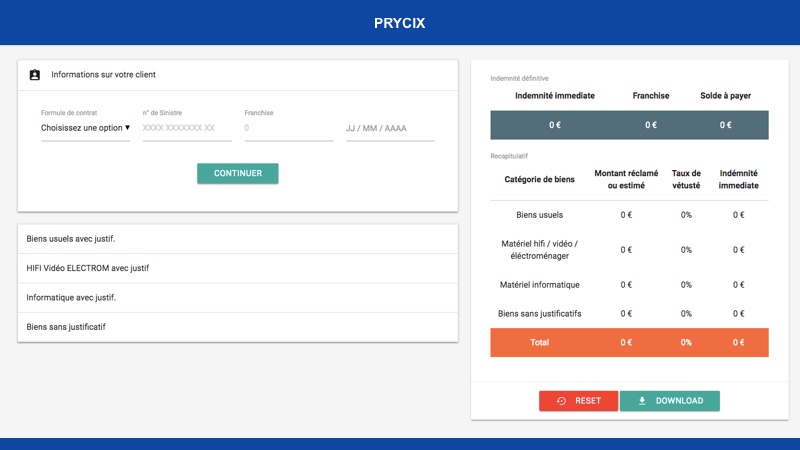 PRYCIX
Informations sur votre client
Formule de contrat
n° de Sinistre
Franchise
Choisissez une option
XXXX XXXXXXX XX
0
JJ / MM / AAAA
CONTINUER
Biens usuels avec justif.
HIFI Vidéo ELECTROM avec justif
Informatique avec justif.
Biens sans justificatif
Indemnité définitive
Indemnité immediate Franchise Solde à payer
0 € 0 € 0 €
Recapitulatif
Catégorie de biens Montant réclamé ou estimé Taux de vétusté Indémnité immediate
Biens usuels 0 € 0% 0 €
Matériel hifi / vidéo /
éléctroménager 0 € 0% 0 €
Matériel informatique 0 € 0% 0 €
Biens sans justificatifs 0 € 0% 0 €
Total 0 € 0% 0 €
RESET DOWNLOAD